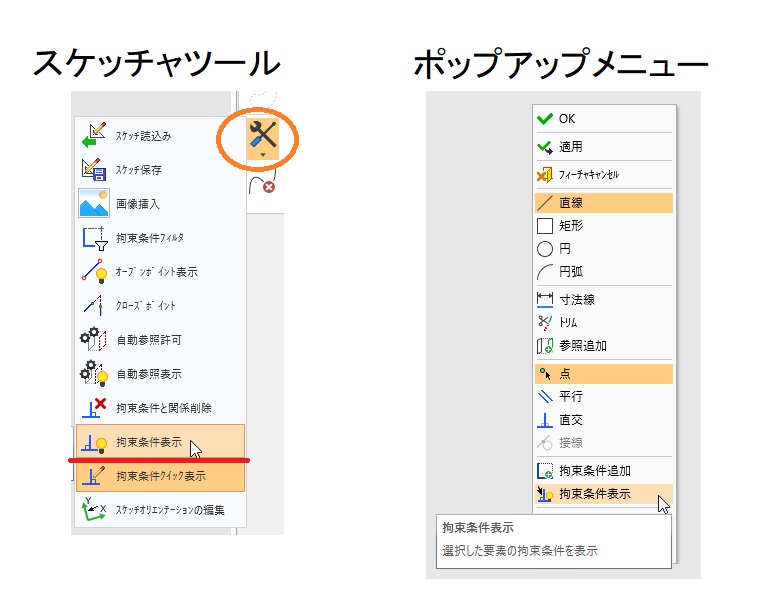 スケッチャツール
スケッチ読込み
スケッチ保存
画像挿入
拘束条件フィルタ
オープンポイント表示
クローズポイント
自動参照許可
自動参照表示
拘束条件と関係削除
拘束条件表示
拘束条件クイック表示
Y
X
スケッチオリエンテーションの編集
ポップアップメニュー
OK
適用
フィーチャキャンセル
直線
矩形
円
円弧
寸法線
トリム
参照追加
点
平行
直交
接線
拘束条件追加
拘束条件表示
拘束条件表示
選択した要素の拘束条件を表示